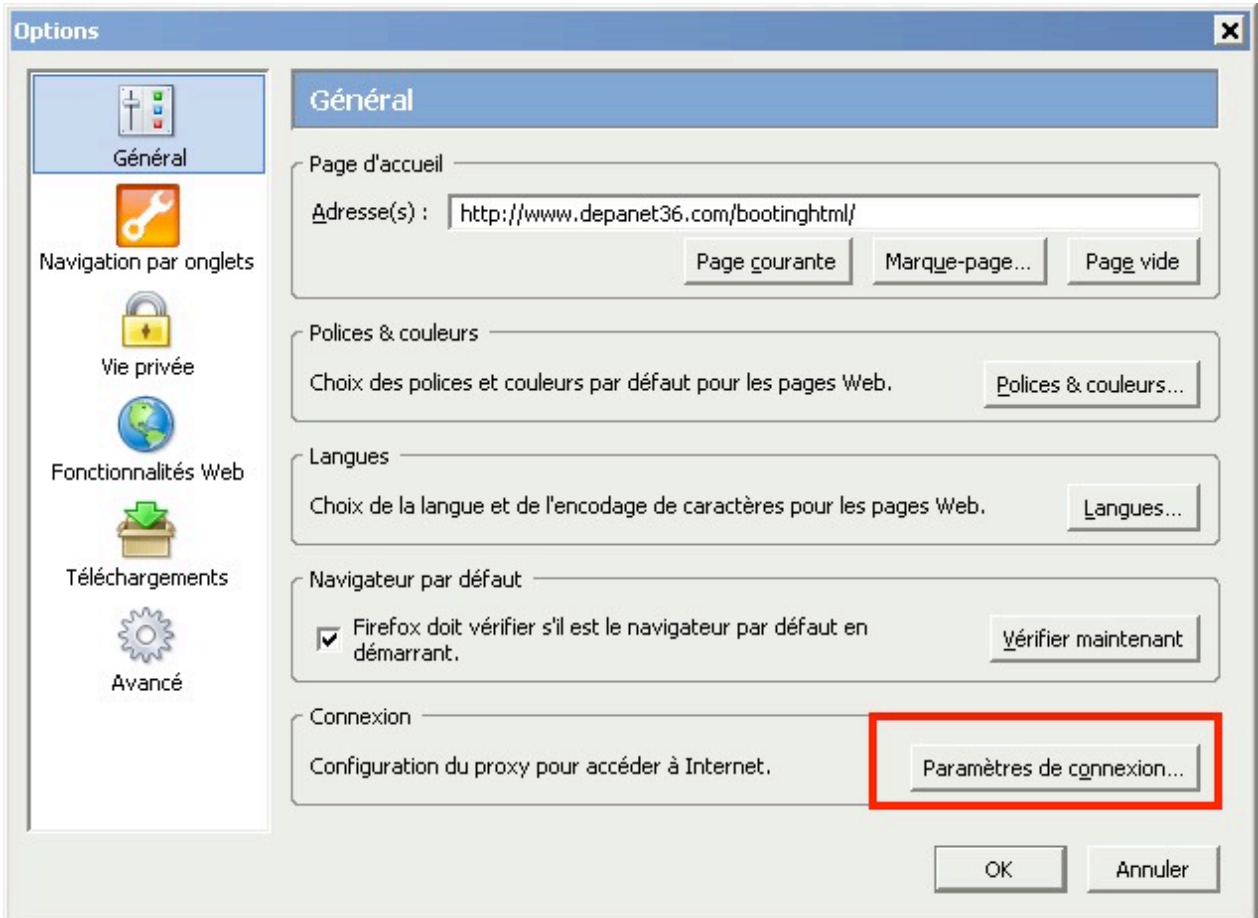 Options
Général
Navigation par onglets
Vie privée
Fonctionnalités Web
Téléchargements
Avancé
Général
Page d'accueil
Adresse(s) : http://www.depanet36.com/bootinghtml/
Page courante Marque-page... Page vide
Polices & couleurs
Choix des polices et couleurs par défaut pour les pages Web. Polices & couleurs...
Langues
Choix de la langue et de l'encodage de caractères pour les pages Web. Langues...
Navigateur par défaut
Firefox doit vérifier s'il est le navigateur par défaut en
démarrant.
Vérifier maintenant
Connexion
Configuration du proxy pour accéder à Internet. Paramètres de connexion...
OK Annuler